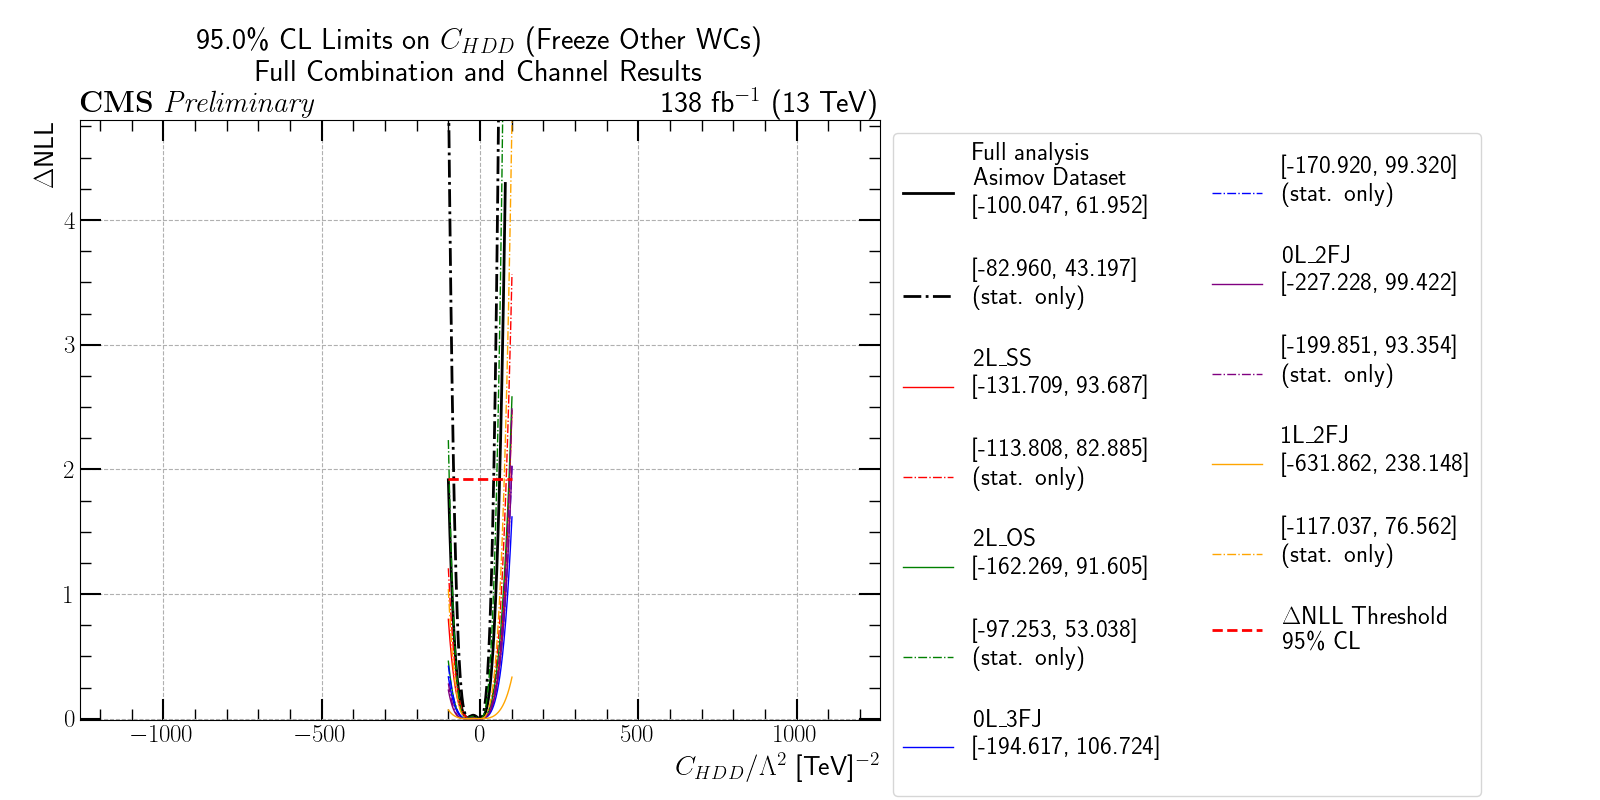 95.0% CL Limits on C_{HDD} (Freeze Other WCs)
Full Combination and Channel Results
CMS Preliminary
138 fb^{-1} (13 TeV)
ΔNLL
4
3
2
1
0
−1000
−500
0
500
1000
C_{HDD}/Λ^2 [TeV]^{-2}
Full analysis
Asimov Dataset
[-100.047, 61.952]
[-82.960, 43.197]
(stat. only)
2L_SS
[-131.709, 93.687]
[-113.808, 82.885]
(stat. only)
2L_OS
[-162.269, 91.605]
[-97.253, 53.038]
(stat. only)
0L_3FJ
[-194.617, 106.724]
[-170.920, 99.320]
(stat. only)
0L_2FJ
[-227.228, 99.422]
[-199.851, 93.354]
(stat. only)
1L_2FJ
[-631.862, 238.148]
[-117.037, 76.562]
(stat. only)
ΔNLL Threshold
95% CL